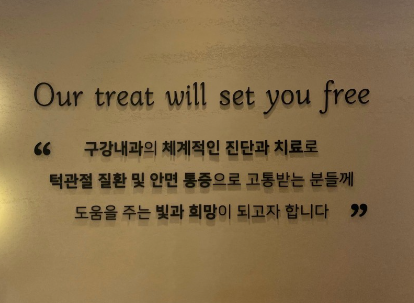 Our treat will set you free
“ 구강내과의 체계적인 진단과 치료로
턱관절 질환 및 안면 통증으로 고통받는 분들께
도움을 주는 빛과 희망이 되고자 합니다 ”